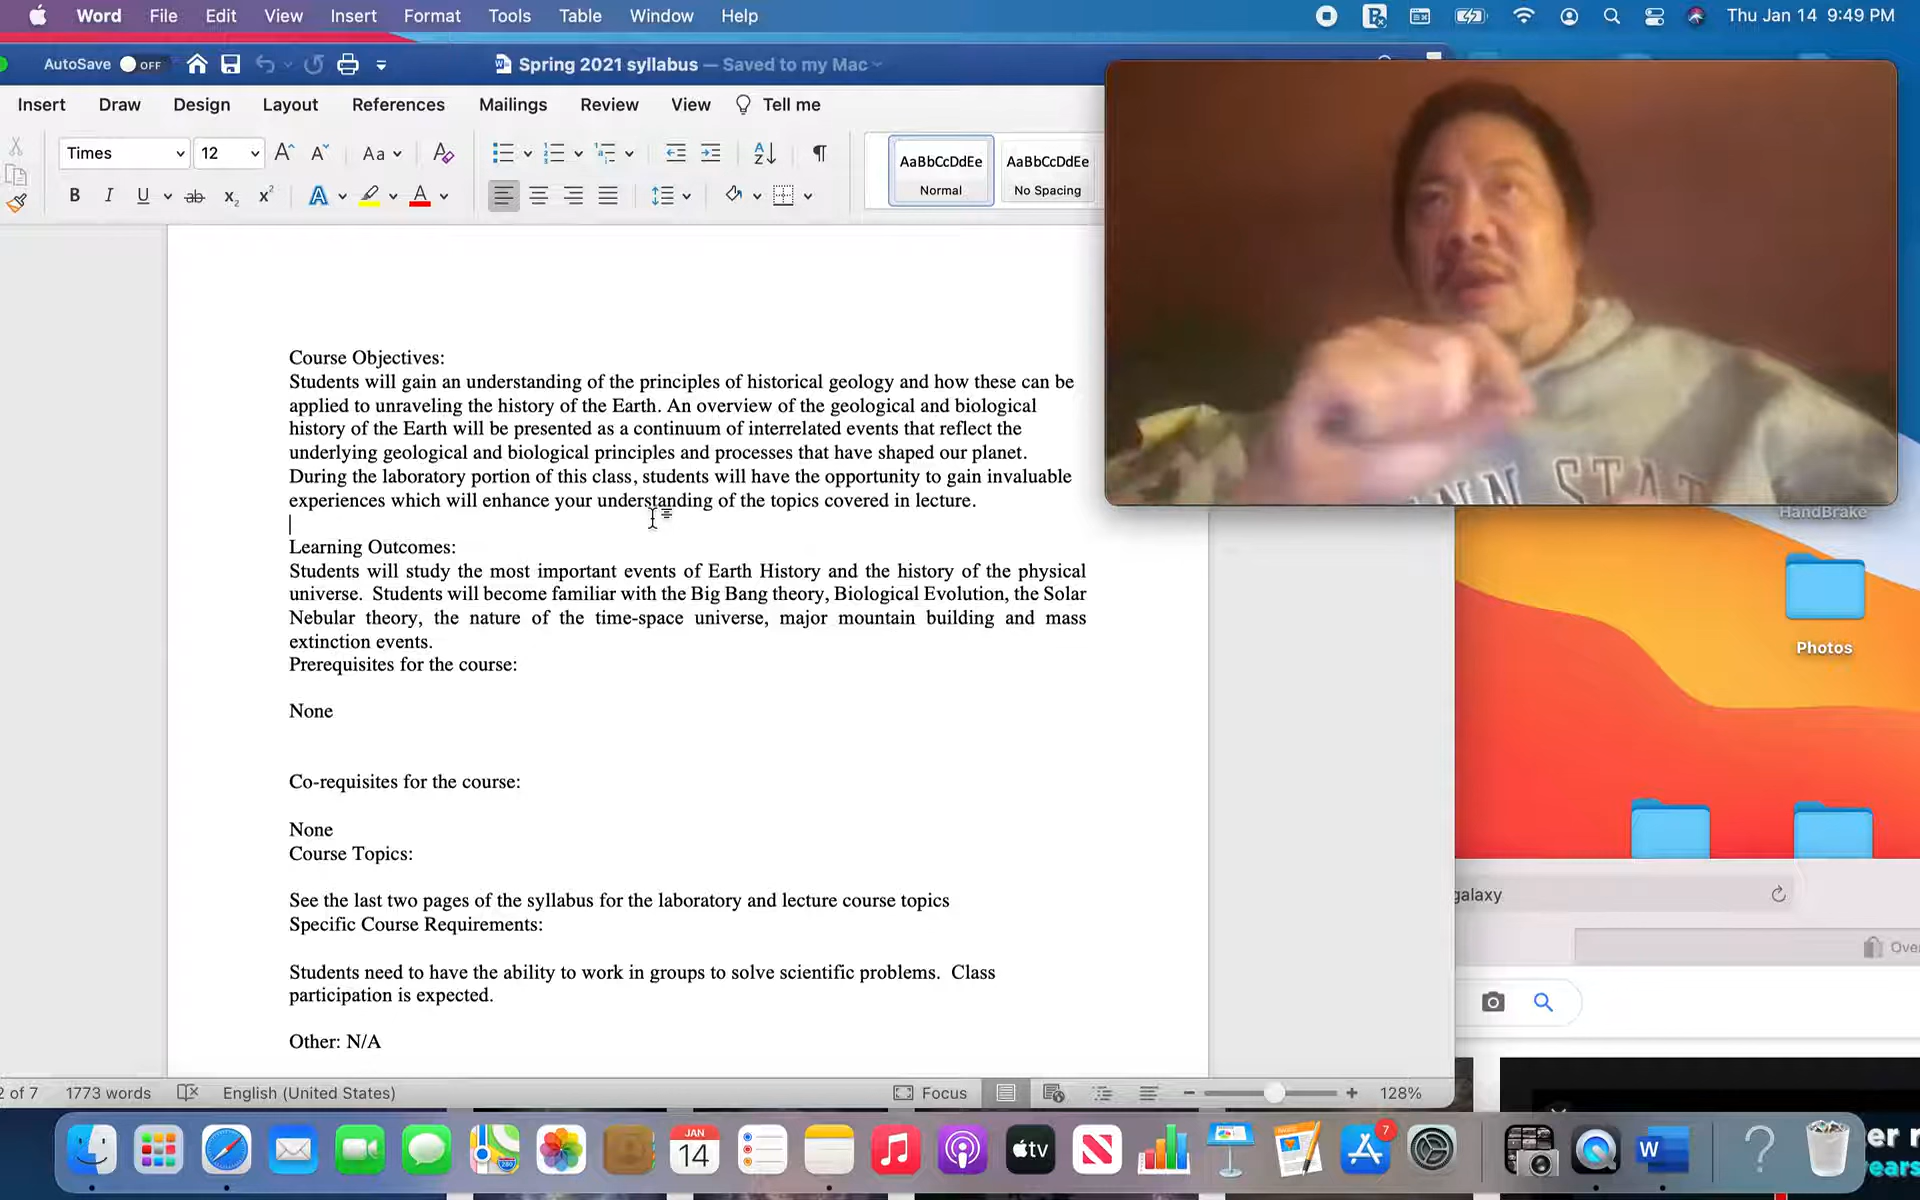 Word File Edit View Insert Format Tools Table Window Help Thu Jan 14 9:49 PM
AutoSave OFF Spring 2021 syllabus — Saved to my Mac
Insert Draw Design Layout References Mailings Review View Tell me
Times 12 Aa AaBbCcDdEe AaBbCcDdEe
B I U ab x2 x2 A A Normal No Spacing
Course Objectives:
Students will gain an understanding of the principles of historical geology and how these can be
applied to unraveling the history of the Earth. An overview of the geological and biological
history of the Earth will be presented as a continuum of interrelated events that reflect the
underlying geological and biological principles and processes that have shaped our planet.
During the laboratory portion of this class, students will have the opportunity to gain invaluable
experiences which will enhance your understanding of the topics covered in lecture.
Learning Outcomes:
Students will study the most important events of Earth History and the history of the physical
universe. Students will become familiar with the Big Bang theory, Biological Evolution, the Solar
Nebular theory, the nature of the time-space universe, major mountain building and mass
extinction events.
Prerequisites for the course:
None
Co-requisites for the course:
None
Course Topics:
See the last two pages of the syllabus for the laboratory and lecture course topics
Specific Course Requirements:
Students need to have the ability to work in groups to solve scientific problems. Class
participation is expected.
Other: N/A
2 of 7 1773 words English (United States) Focus 128%
NN STAT
HandBrake
Photos
galaxy
Over
JAN
14
tv
7
W
er r
ears